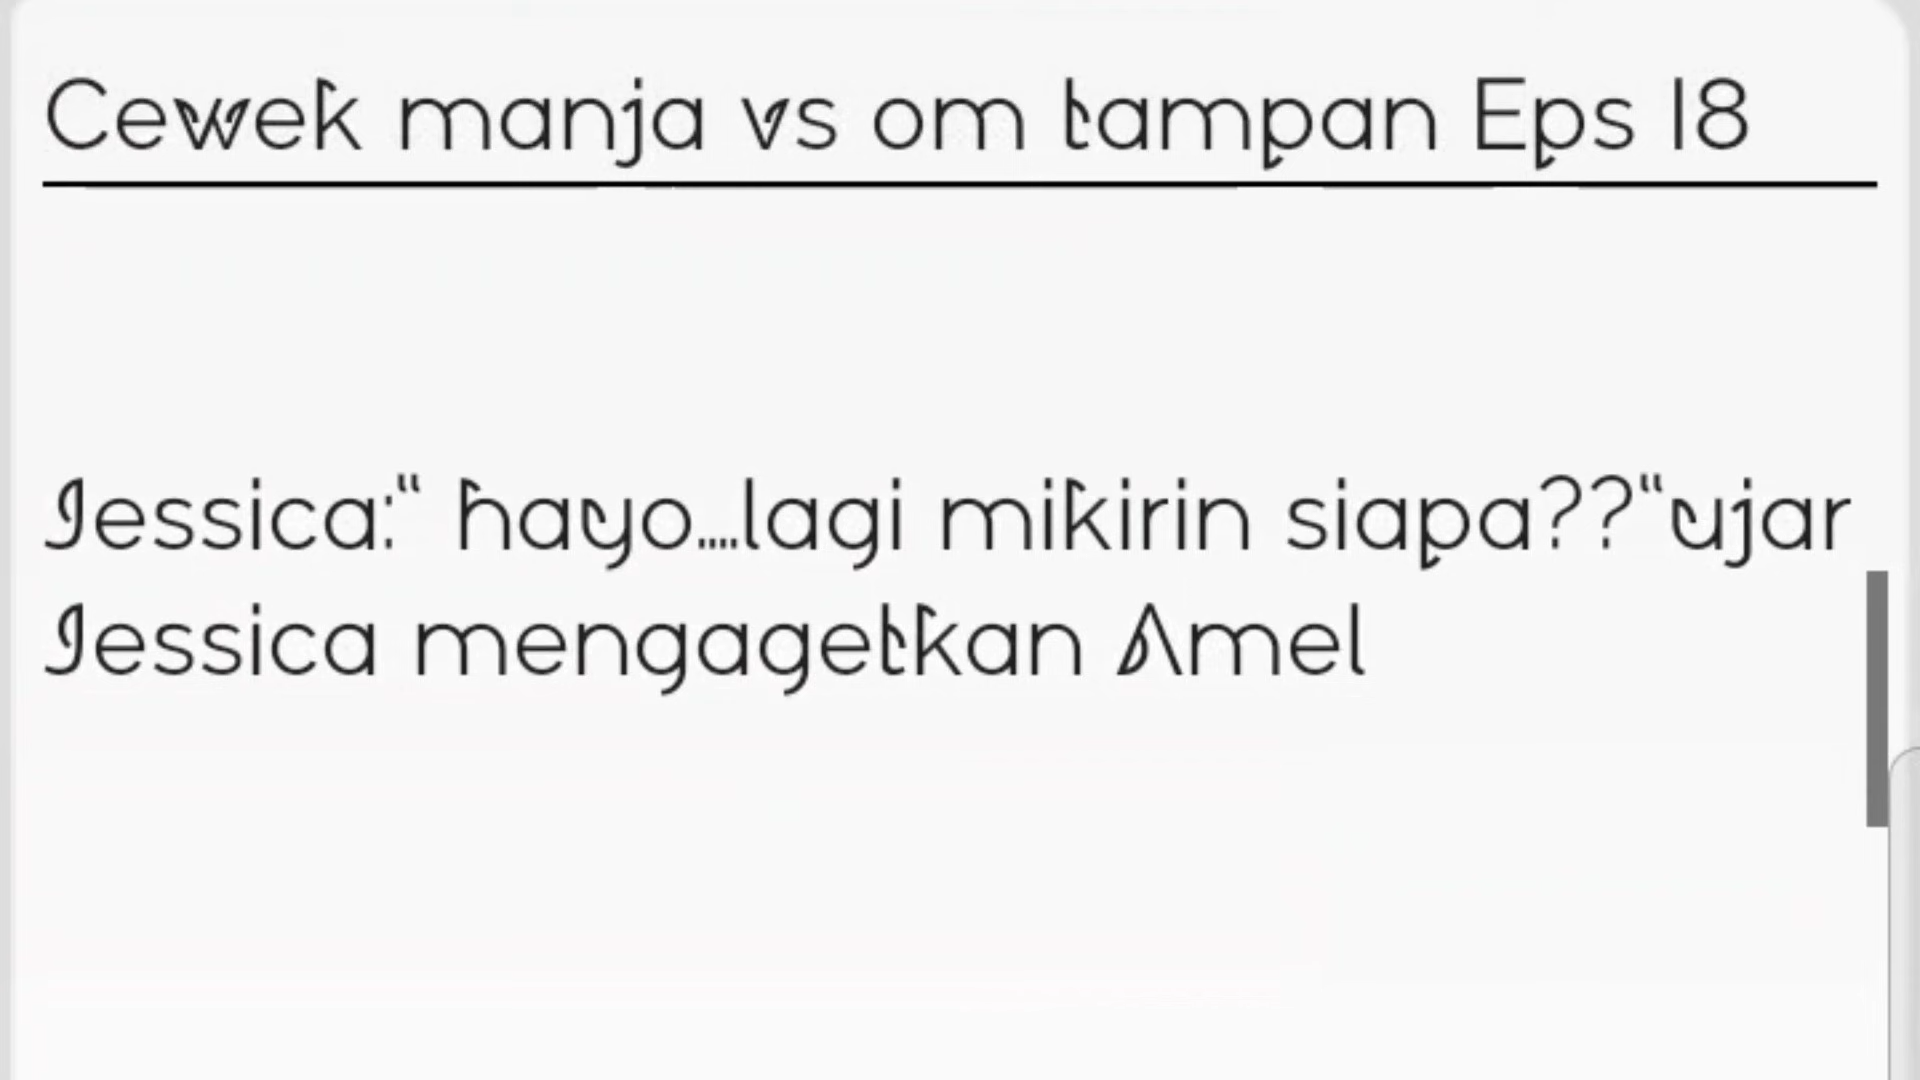 Cewek manja vs om tampan Eps 18
Jessica:“ hayo....lagi mikirin siapa??“ujar
Jessica mengagetkan Amel